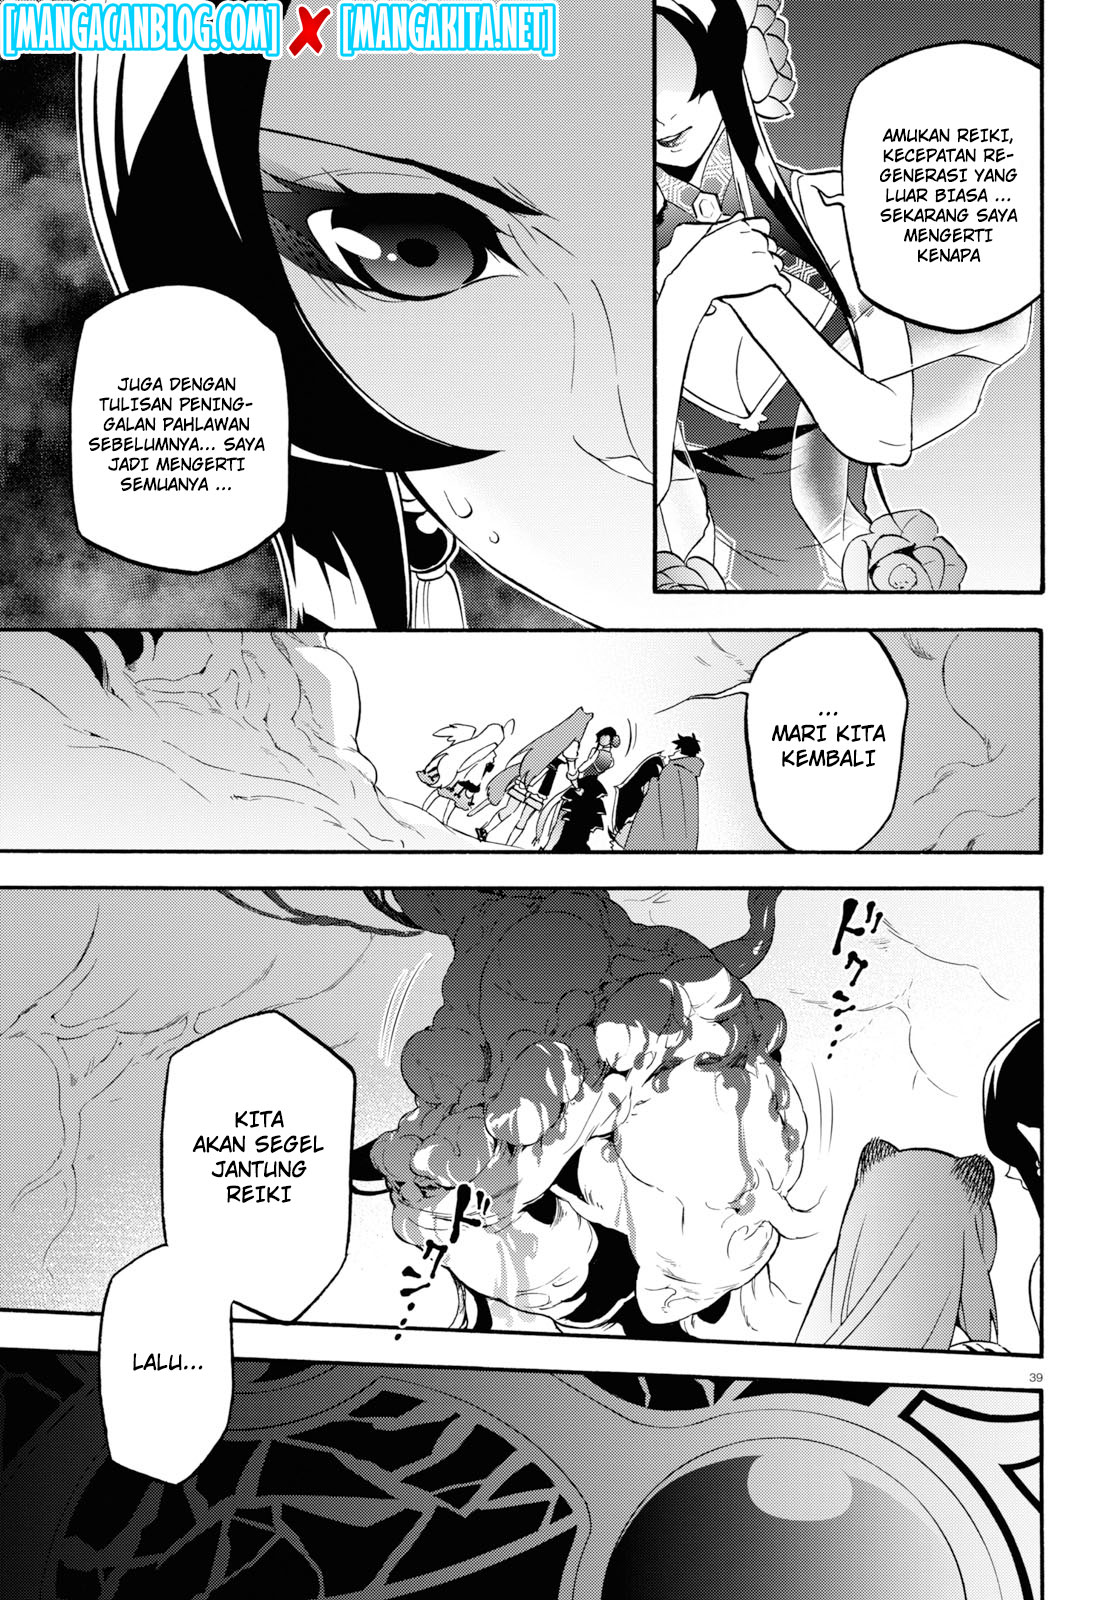 [MANGACANBLOG.COM] X [MANGAKITA.NET]
AMUKAN REIKI,
KECEPATAN RE-
GENERASI YANG
LUAR BIASA ...
SEKARANG SAYA
MENGERTI
KENAPA
JUGA DENGAN
TULISAN PENING-
GALAN PAHLAWAN
SEBELUMNYA... SAYA
JADI MENGERTI
SEMUANYA ...
...
MARI KITA
KEMBALI
ドクン...
KITA
AKAN SEGEL
JANTUNG
REIKI
ドクン...
LALU...
39